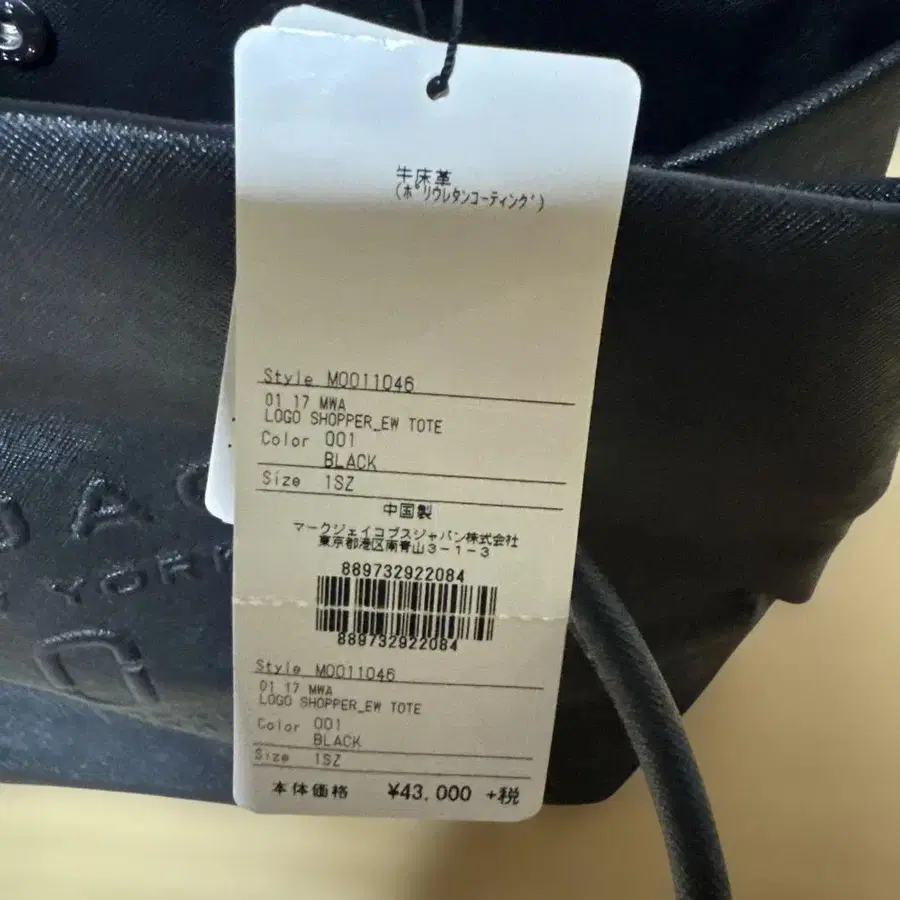 牛床革
(ポリウレタンコーティング)
Style M0011046
01 17 MWA
LOGO SHOPPER_EW TOTE
Color 001
BLACK
Size 1SZ
中国製
マークジェイコブスジャパン株式会社
東京都港区南青山3-1-3
889732922084
889732922084
Style M0011046
01 17 MWA
LOGO SHOPPER_EW TOTE
Color 001
BLACK
Size 1SZ
本体価格 ¥43,000 +税